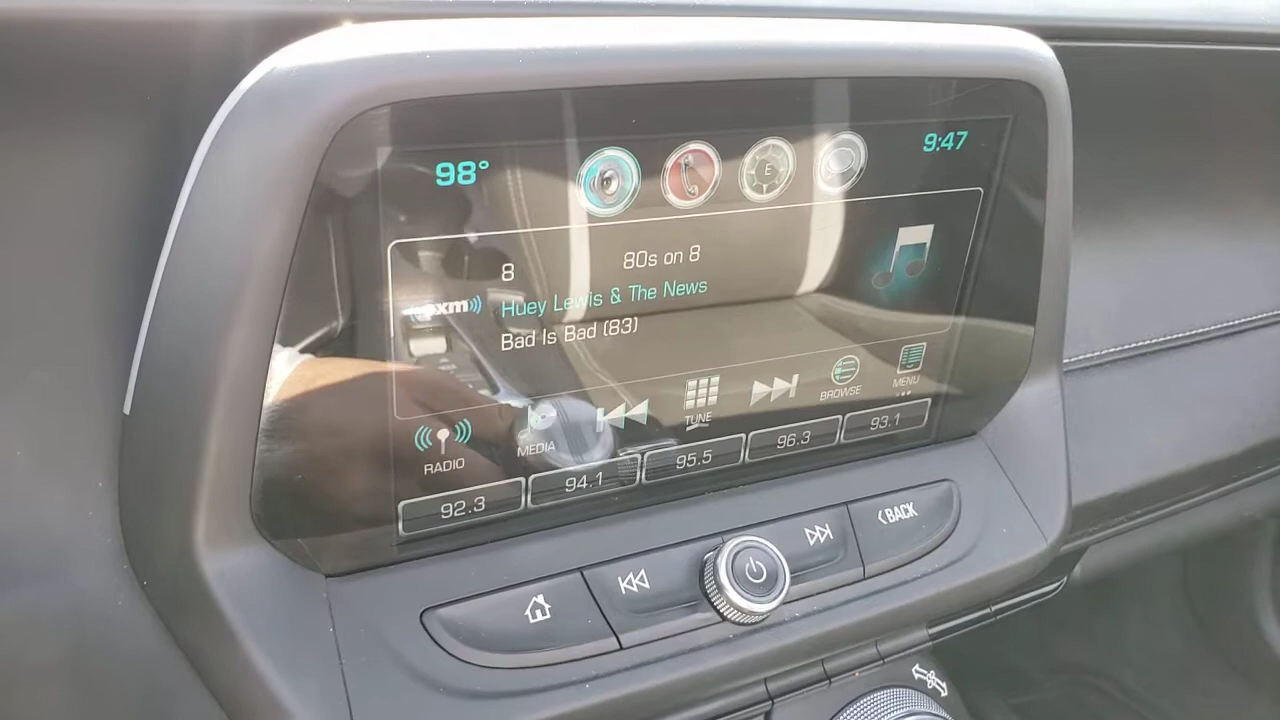 98°
E
9:47
8
80s on 8
sxm
Huey Lewis & The News
Bad Is Bad (83)
RADIO
MEDIA
TUNE
BROWSE
MENU
92.3
94.1
95.5
96.3
93.1
BACK